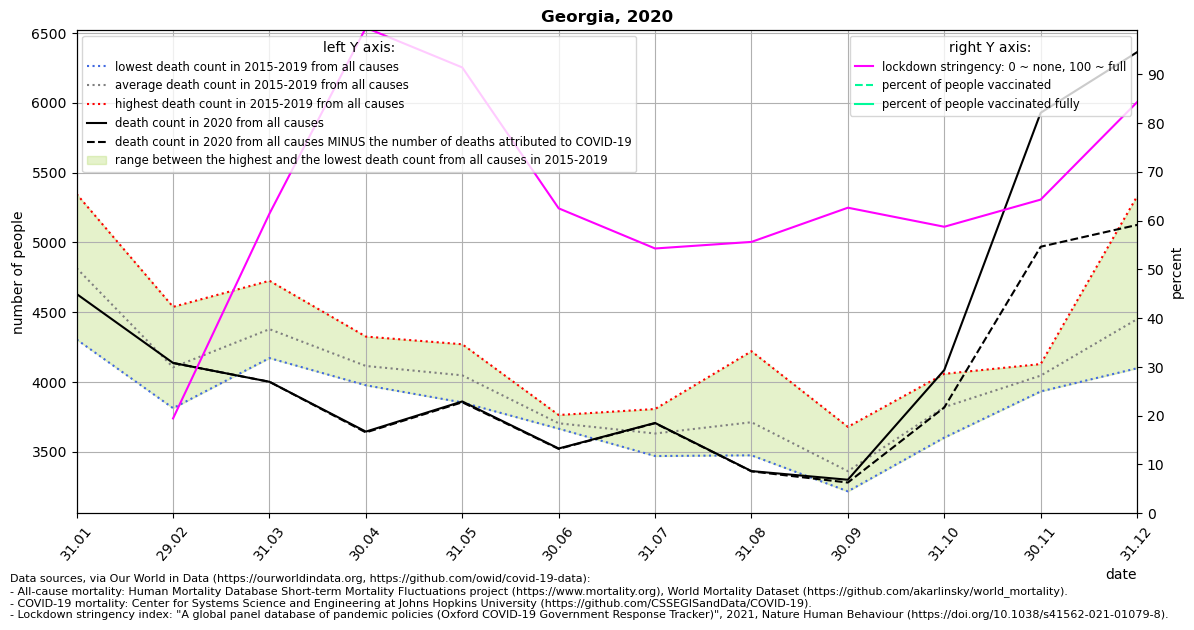 Georgia, 2020
left Y axis:
lowest death count in 2015-2019 from all causes
average death count in 2015-2019 from all causes
highest death count in 2015-2019 from all causes
death count in 2020 from all causes
death count in 2020 from all causes MINUS the number of deaths attributed to COVID-19
range between the highest and the lowest death count from all causes in 2015-2019
right Y axis:
lockdown stringency: 0 ~ none, 100 ~ full
percent of people vaccinated
percent of people vaccinated fully
number of people
6500
6000
5500
5000
4500
4000
3500
percent
90
80
70
60
50
40
30
20
10
0
31.01
29.02
31.03
30.04
31.05
30.06
31.07
31.08
30.09
31.10
30.11
31.12
date
Data sources, via Our World in Data (https://ourworldindata.org, https://github.com/owid/covid-19-data):
- All-cause mortality: Human Mortality Database Short-term Mortality Fluctuations project (https://www.mortality.org), World Mortality Dataset (https://github.com/akarlinsky/world_mortality).
- COVID-19 mortality: Center for Systems Science and Engineering at Johns Hopkins University (https://github.com/CSSEGISandData/COVID-19).
- Lockdown stringency index: "A global panel database of pandemic policies (Oxford COVID-19 Government Response Tracker)", 2021, Nature Human Behaviour (https://doi.org/10.1038/s41562-021-01079-8).